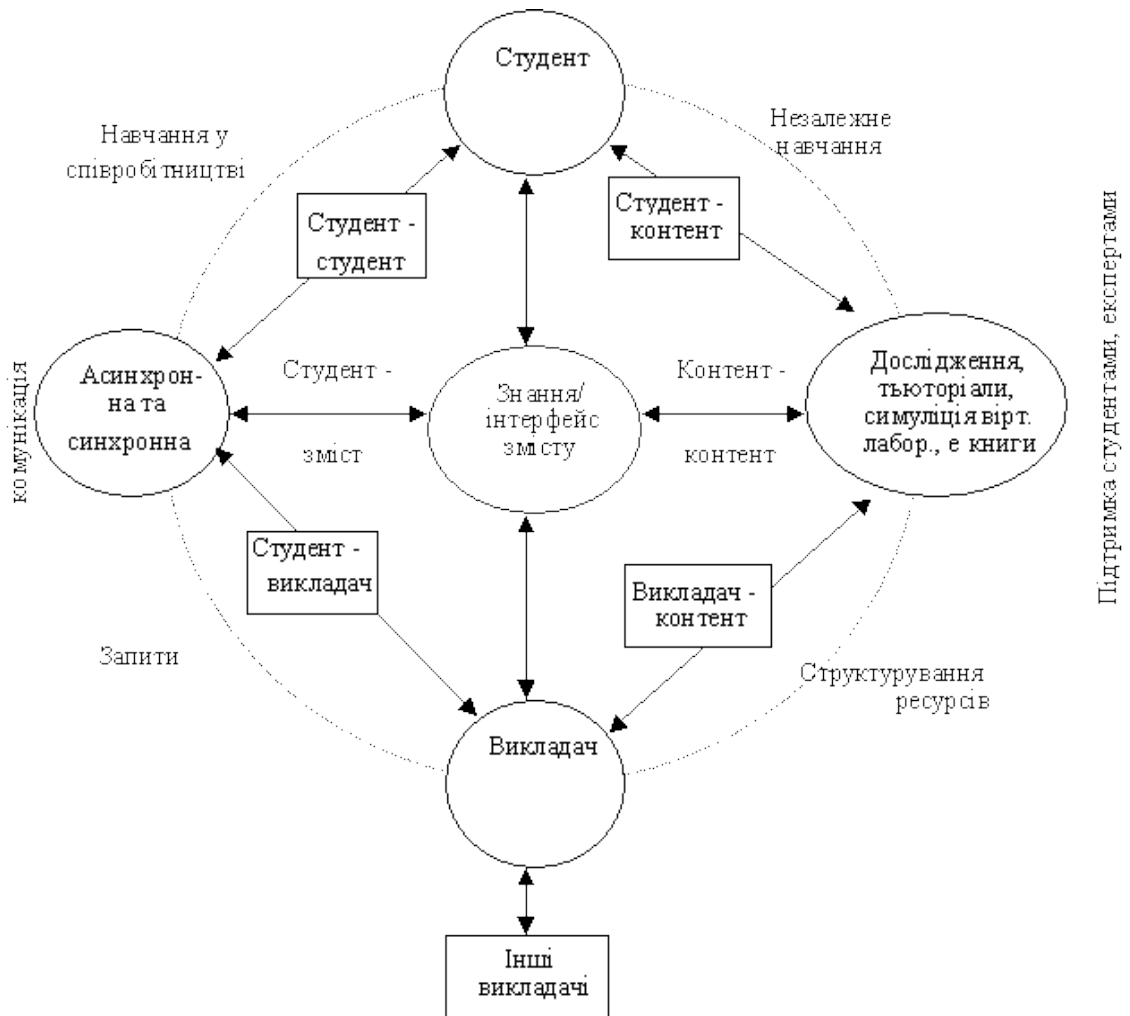 Студент
Навчання у
співробітництві
Незалежне
навчання
Студент -
студент
Студент -
контент
Підтримка студентами, експертами
комунікація
Асинхрон-
на та
синхронна
Студент -
зміст
Знання/
інтерфейс
змісту
Контент -
контент
Дослідження,
тьюторіали,
симуліція вірт.
лабор., е книги
Студент -
викладач
Викладач -
контент
Запити
Структурування
ресурсів
Викладач
Інші
викладачі